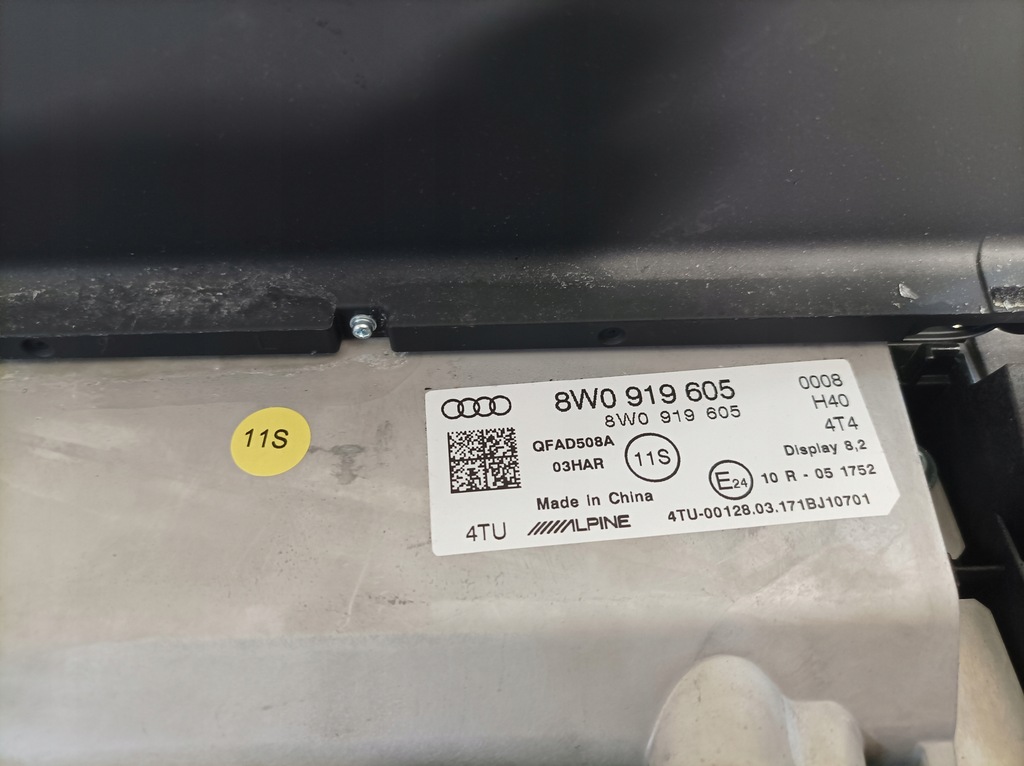 11S
8W0 919 605
8W0 919 605
0008
H40
4T4
QFAD508A
03HAR
11S
Display 8,2
E24
10 R - 05 1752
Made in China
4TU
ALPINE
4TU-00128.03.171BJ10701